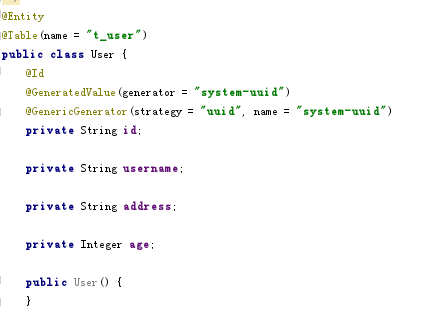 @Entity
@Table(name = "t_user")
public class User {
@Id
@GeneratedValue(generator = "system-uuid")
@GenericGenerator(strategy = "uuid", name = "system-uuid")
private String id;
private String username;
private String address;
private Integer age;
public User() {
}